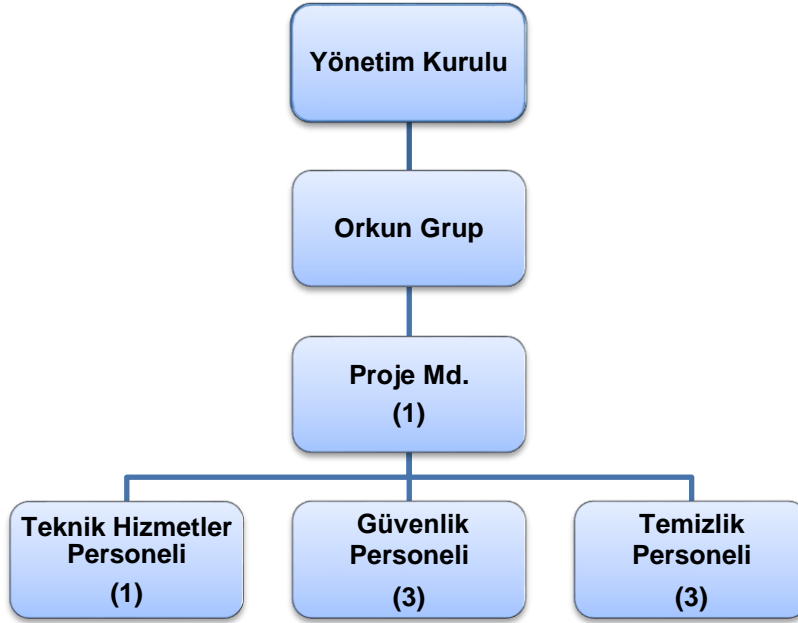 Yönetim Kurulu
Orkun Grup
Proje Md.
(1)
Teknik Hizmetler
Personeli
(1)
Güvenlik
Personeli
(3)
Temizlik
Personeli
(3)